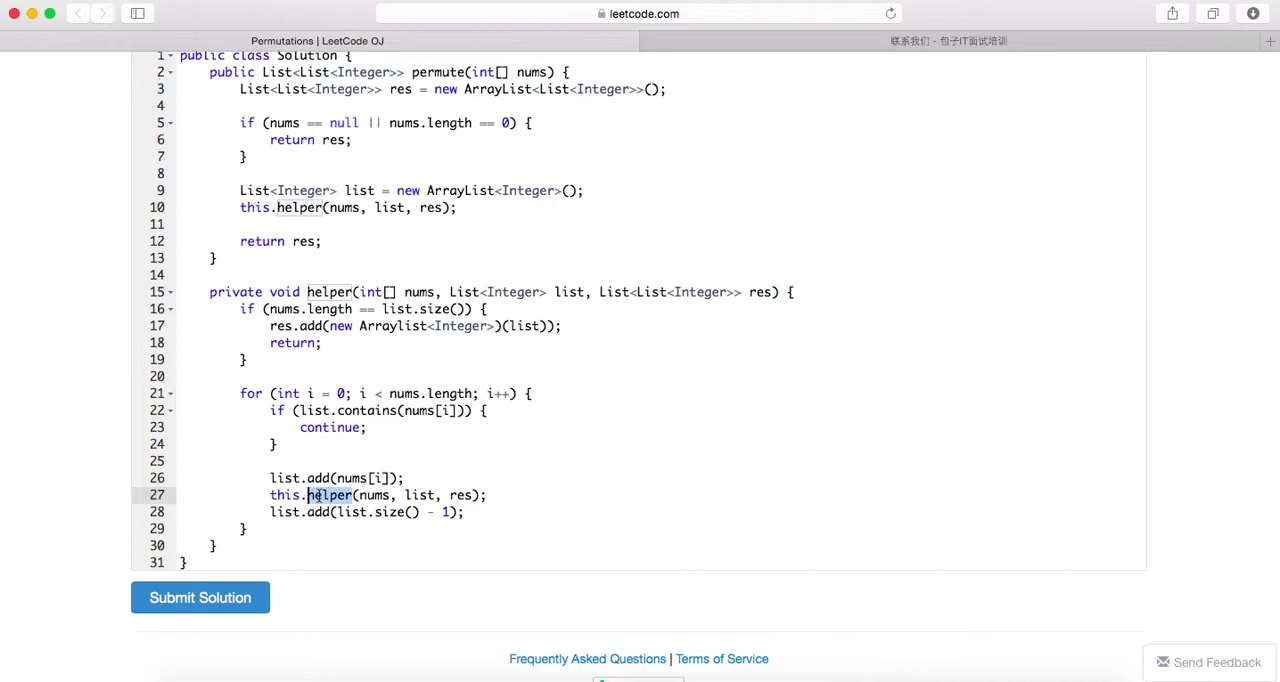 leetcode.com
Permutations | LeetCode OJ
联系我们 - 包子IT面试培训
1 public class Solution {
2 public List<List<Integer>> permute(int[] nums) {
3 List<List<Integer>> res = new ArrayList<List<Integer>>();
4
5 if (nums == null || nums.length == 0) {
6 return res;
7 }
8
9 List<Integer> list = new ArrayList<Integer>();
10 this.helper(nums, list, res);
11
12 return res;
13 }
14
15 private void helper(int[] nums, List<Integer> list, List<List<Integer>> res) {
16 if (nums.length == list.size()) {
17 res.add(new Arraylist<Integer>)(list));
18 return;
19 }
20
21 for (int i = 0; i < nums.length; i++) {
22 if (list.contains(nums[i])) {
23 continue;
24 }
25
26 list.add(nums[i]);
27 this.helper(nums, list, res);
28 list.add(list.size() - 1);
29 }
30 }
31 }
Submit Solution
Frequently Asked Questions | Terms of Service
Send Feedback